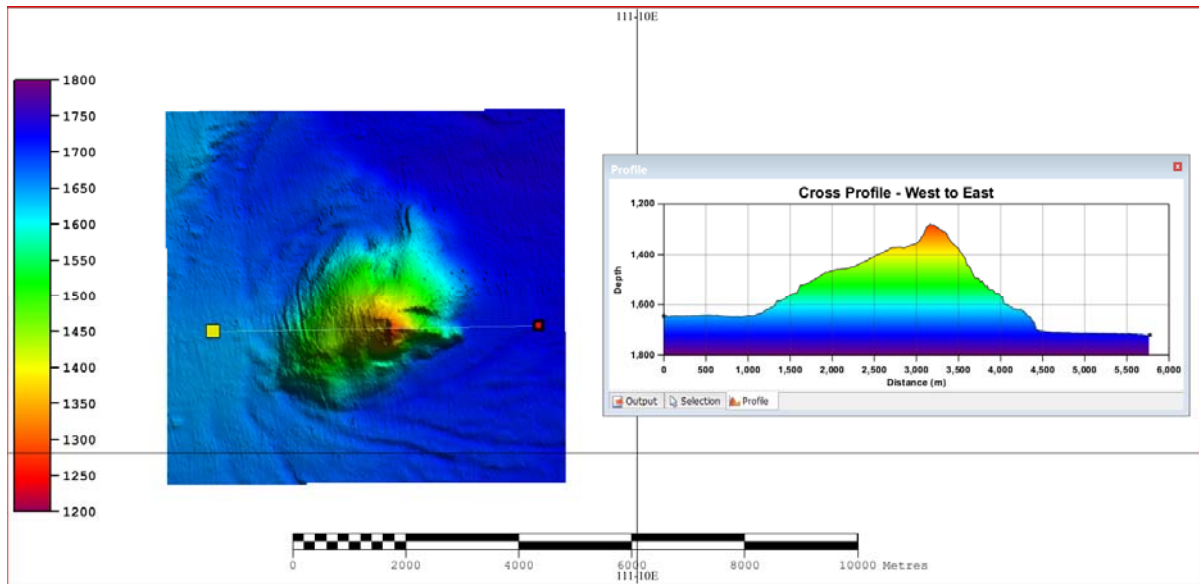 111-10E
1800
1750
1700
1650
1600
1550
1500
1450
1400
1350
1300
1250
1200
Profile
Cross Profile - West to East
1,200
1,400
1,600
1,800
Depth
0 500 1,000 1,500 2,000 2,500 3,000 3,500 4,000 4,500 5,000 5,500 6,000
Distance (m)
Output Selection Profile
0 2000 4000 6000 8000 10000 Metres
111-10E